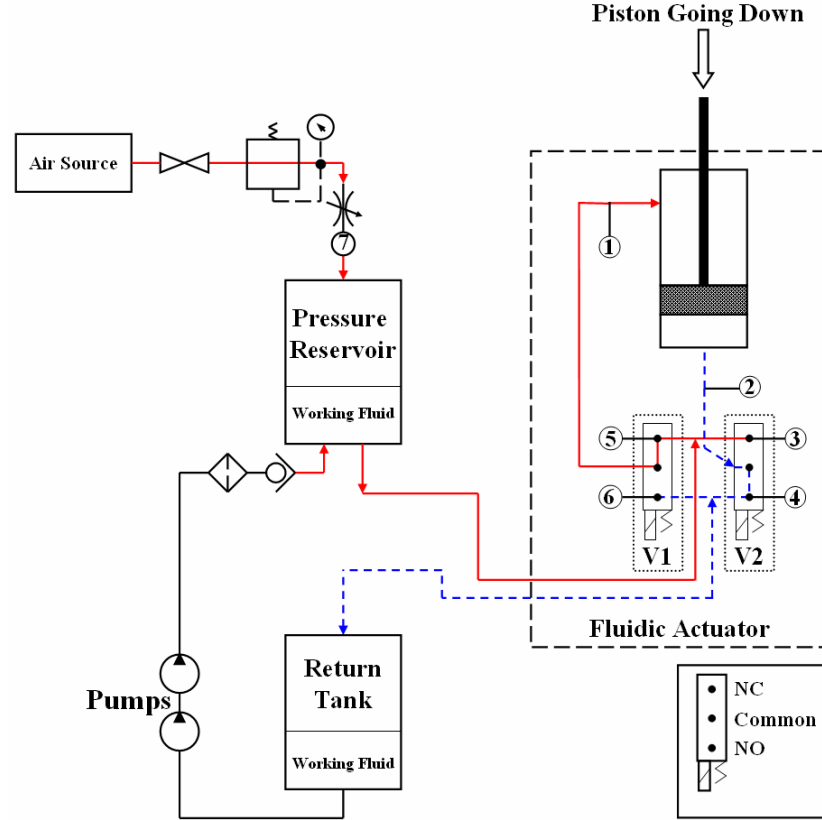 Piston Going Down
Air Source
7
1
Pressure
Reservoir
Working Fluid
2
5
3
6
4
V1
V2
Fluidic Actuator
Return
Tank
Pumps
Working Fluid
NC
Common
NO